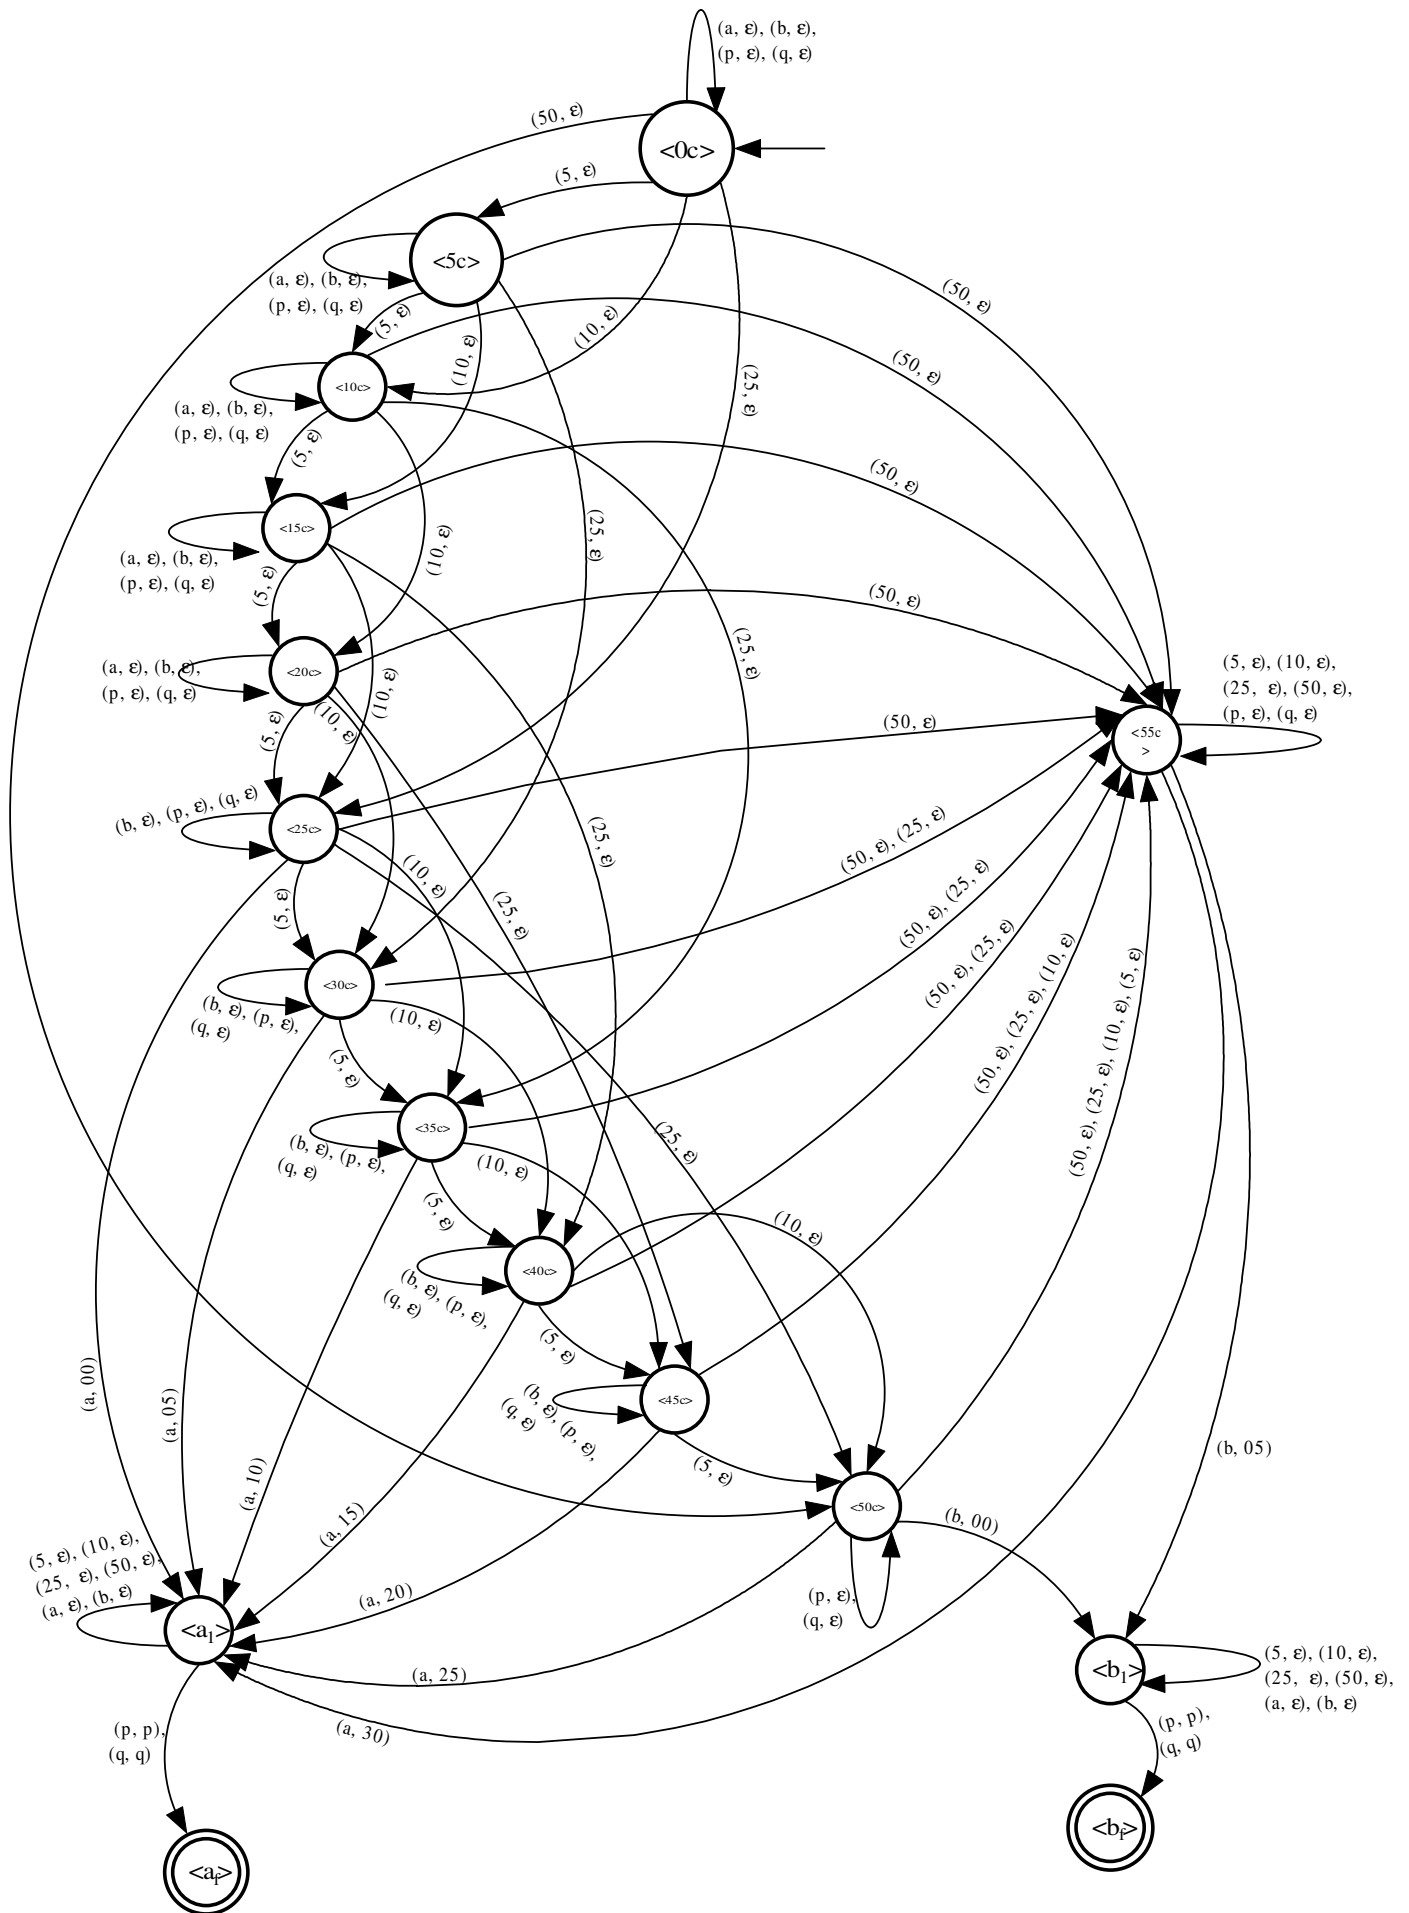 (a, ε), (b, ε),
(p, ε), (q, ε)
(50, ε)
<0c>
(5, ε)
<5c>
(a, ε), (b, ε),
(p, ε), (q, ε)
(50, ε)
(5, ε)
(10, ε)
(10, ε)
(50, ε)
(25, ε)
<10c>
(a, ε), (b, ε),
(p, ε), (q, ε)
(5, ε)
(50, ε)
<15c>
(25, ε)
(10, ε)
(a, ε), (b, ε),
(p, ε), (q, ε)
(5, ε)
(50, ε)
(25, ε)
<20c>
(a, ε), (b, ε),
(p, ε), (q, ε)
(10, ε)
(10, ε)
(5, ε)
(50, ε)
(5, ε), (10, ε),
(25, ε), (50, ε),
(p, ε), (q, ε)
<55c
>
(b, ε), (p, ε), (q, ε)
<25c>
(25, ε)
(50, ε), (25, ε)
(10, ε)
(5, ε)
(25, ε)
(50, ε), (25, ε)
<30c>
(b, ε), (p, ε),
(q, ε)
(10, ε)
(50, ε), (25, ε)
(5, ε)
(50, ε), (25, ε), (10, ε)
(50, ε), (25, ε), (10, ε), (5, ε)
<35c>
(b, ε), (p, ε),
(q, ε)
(10, ε)
(25, ε)
(5, ε)
(10, ε)
<40c>
(b, ε), (p, ε),
(q, ε)
(5, ε)
(a, 00)
(a, 05)
<45c>
(b, ε), (p, ε),
(q, ε)
(5, ε)
(b, 05)
(a, 10)
(a, 15)
<50c>
(b, 00)
(5, ε), (10, ε),
(25, ε), (50, ε),
(a, ε), (b, ε)
(a, 20)
(p, ε),
(q, ε)
<a1>
(a, 25)
<b1>
(5, ε), (10, ε),
(25, ε), (50, ε),
(a, ε), (b, ε)
(a, 30)
(p, p),
(q, q)
(p, p),
(q, q)
<bf>
<af>